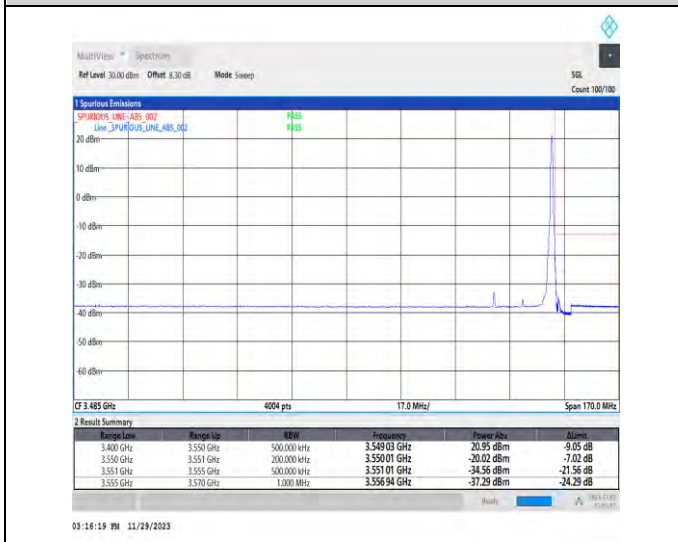 MultiView Spectrum
Ref Level 30.00 dBm Offset 8.30 dB Mode Sweep SGL
Count 100/100
1 Spurious Emissions
_SPURIOUS_LINE_ABS_002 PASS
Line _SPURIOUS_LINE_ABS_002 PASS
20 dBm
10 dBm
0 dBm
-10 dBm
-20 dBm
-30 dBm
-40 dBm
-50 dBm
-60 dBm
CF 3.485 GHz 4004 pts 17.0 MHz/ Span 170.0 MHz
2 Result Summary
Range Low Range Up RBW Frequency Power Abs ΔLimit
3.400 GHz 3.550 GHz 500.000 kHz 3.549 03 GHz 20.95 dBm -9.05 dB
3.550 GHz 3.551 GHz 200.000 kHz 3.550 01 GHz -20.02 dBm -7.02 dB
3.551 GHz 3.555 GHz 500.000 kHz 3.551 01 GHz -34.56 dBm -21.56 dB
3.555 GHz 3.570 GHz 1.000 MHz 3.556 94 GHz -37.29 dBm -24.29 dB
Ready
03:16:19 PM 11/29/2023